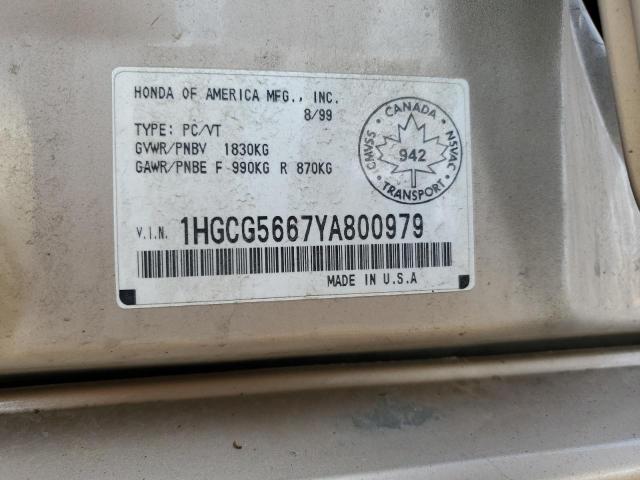 HONDA OF AMERICA MFG., INC.
8/99
TYPE: PC/VT
GVWR/PNBV 1830KG
GAWR/PNBE F 990KG R 870KG
CANADA
CMVSS
NSVAC
942
TRANSPORT
V.I.N. 1HGCG5667YA800979
MADE IN U.S.A